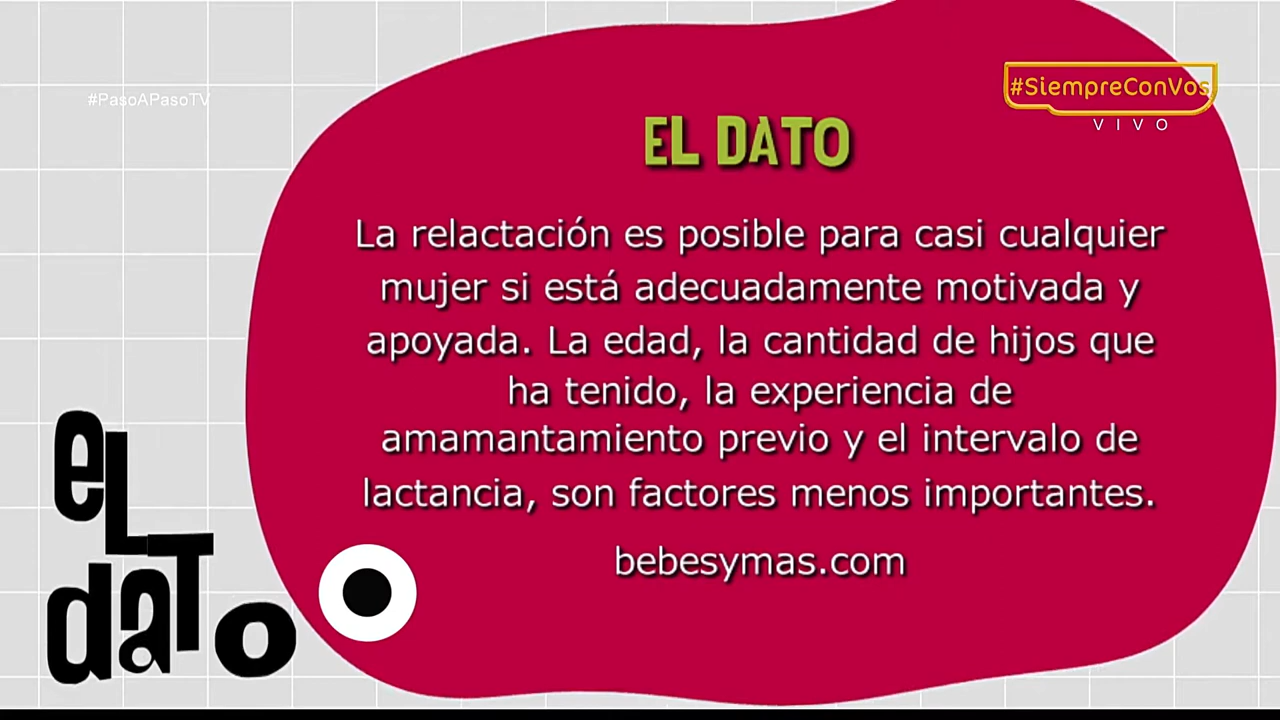 #PasoAPasoTV
#SiempreConVos
VIVO
EL DATO
La relactación es posible para casi cualquier
mujer si está adecuadamente motivada y
apoyada. La edad, la cantidad de hijos que
ha tenido, la experiencia de
amamantamiento previo y el intervalo de
lactancia, son factores menos importantes.
bebesymas.com
eL
daTo